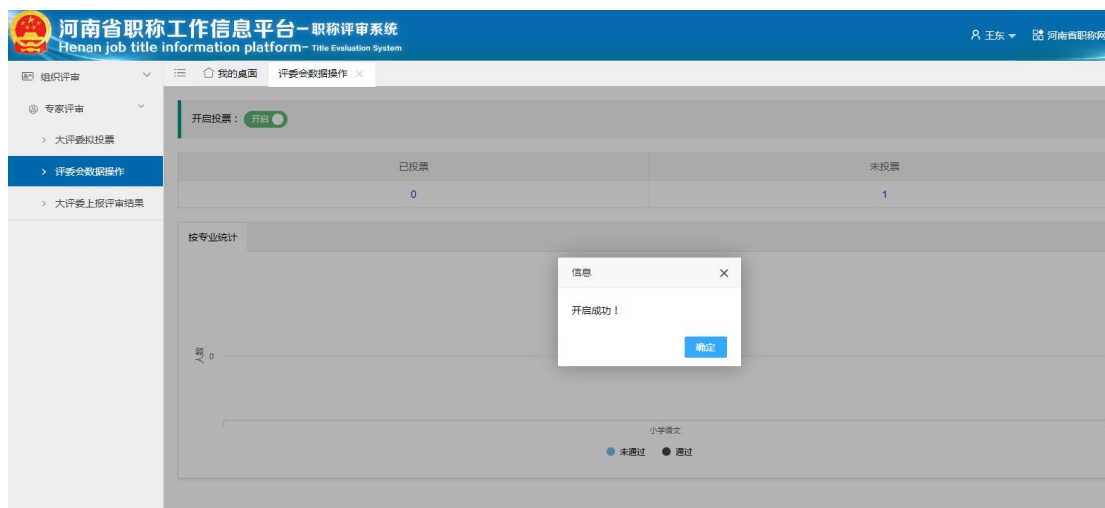 河南省职称工作信息平台-职称评审系统
Henan job title information platform- Title Evaluation System
王东
河南省职称网
组织评审
我的桌面
评委会数据操作
专家评审
大评委拟投票
评委会数据操作
大评委上报评审结果
开启投票：
开启
已投票
未投票
0
1
按专业统计
信息
开启成功！
确定
人数
0
小学语文
未通过
通过